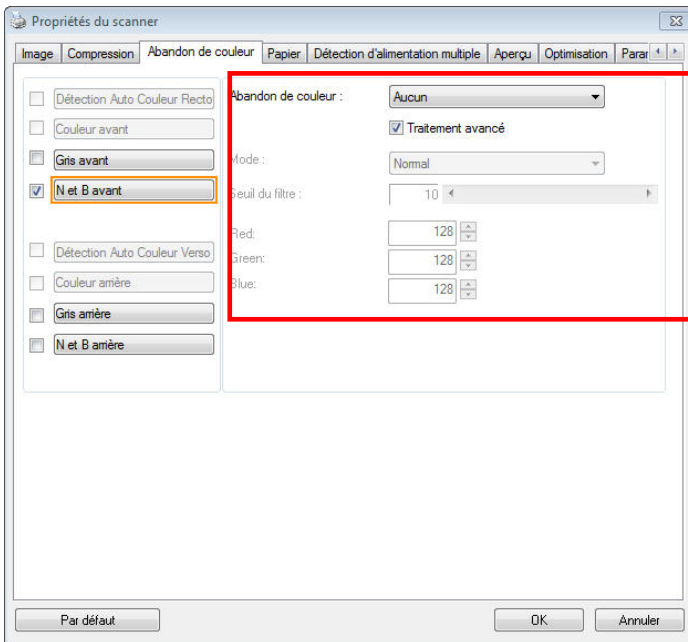 Propriétés du scanner
Image Compression Abandon de couleur Papier Détection d'alimentation multiple Aperçu Optimisation Parar
Détection Auto Couleur Recto
Couleur avant
Gris avant
N et B avant
Détection Auto Couleur Verso
Couleur arrière
Gris arrière
N et B arrière
Abandon de couleur : Aucun
Traitement avancé
Mode : Normal
Seuil du filtre : 10
Red: 128
Green: 128
Blue: 128
Par défaut OK Annuler